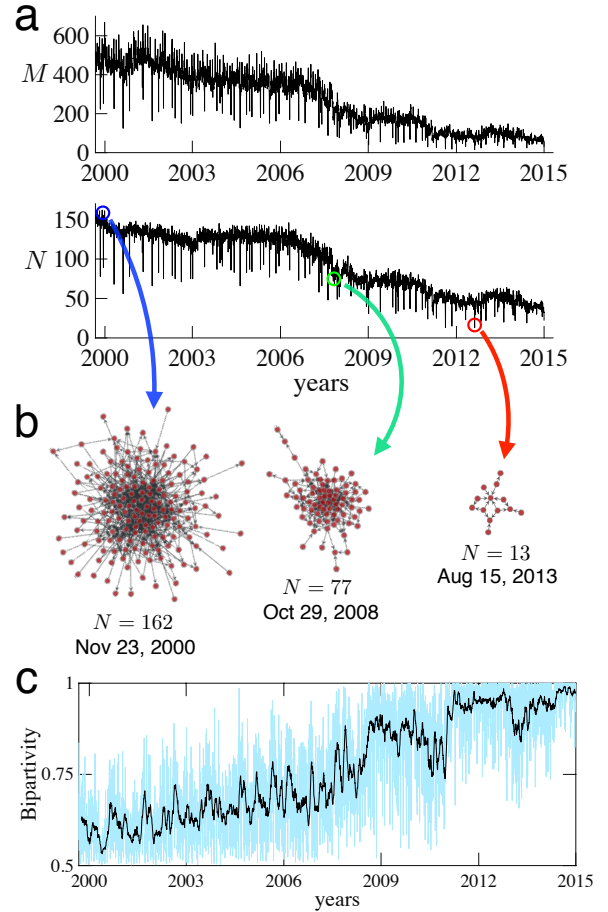 a
600
M 400
200
0
2000 2003 2006 2009 2012 2015
150
N 100
50
0
2000 2003 2006 2009 2012 2015
years
b
N = 162
Nov 23, 2000
N = 77
Oct 29, 2008
N = 13
Aug 15, 2013
c
1
Bipartivity
0.75
0.5
2000 2003 2006 2009 2012 2015
years